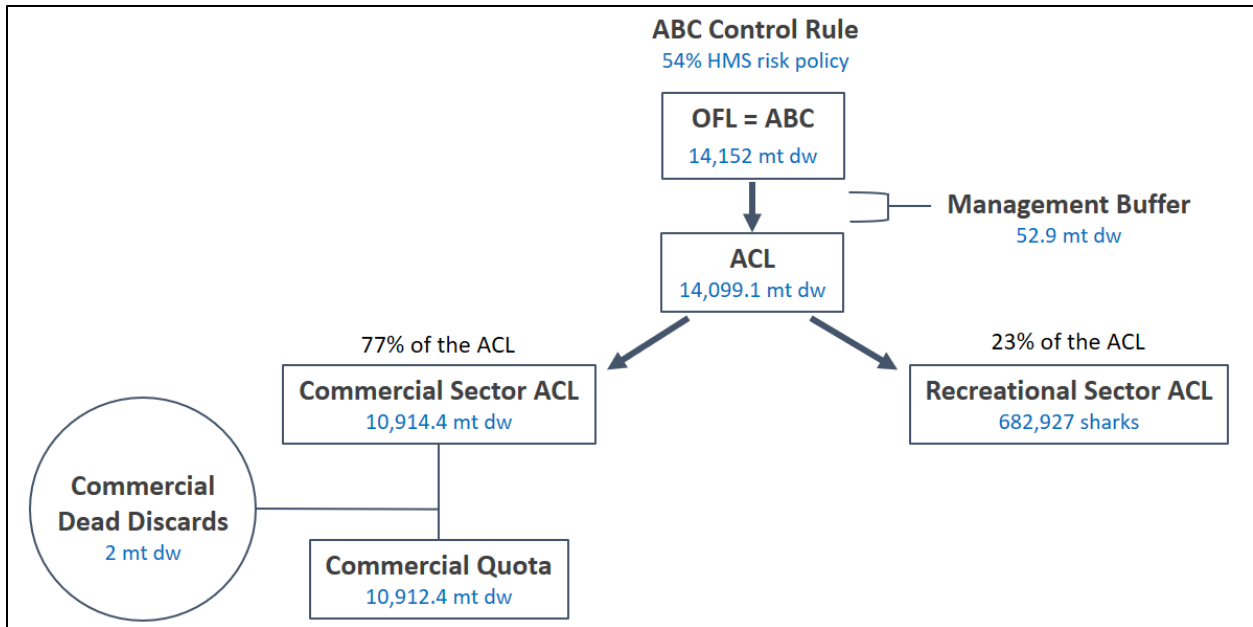 ABC Control Rule
54% HMS risk policy
OFL = ABC
14,152 mt dw
Management Buffer
52.9 mt dw
ACL
14,099.1 mt dw
77% of the ACL
Commercial Sector ACL
10,914.4 mt dw
23% of the ACL
Recreational Sector ACL
682,927 sharks
Commercial
Dead Discards
2 mt dw
Commercial Quota
10,912.4 mt dw